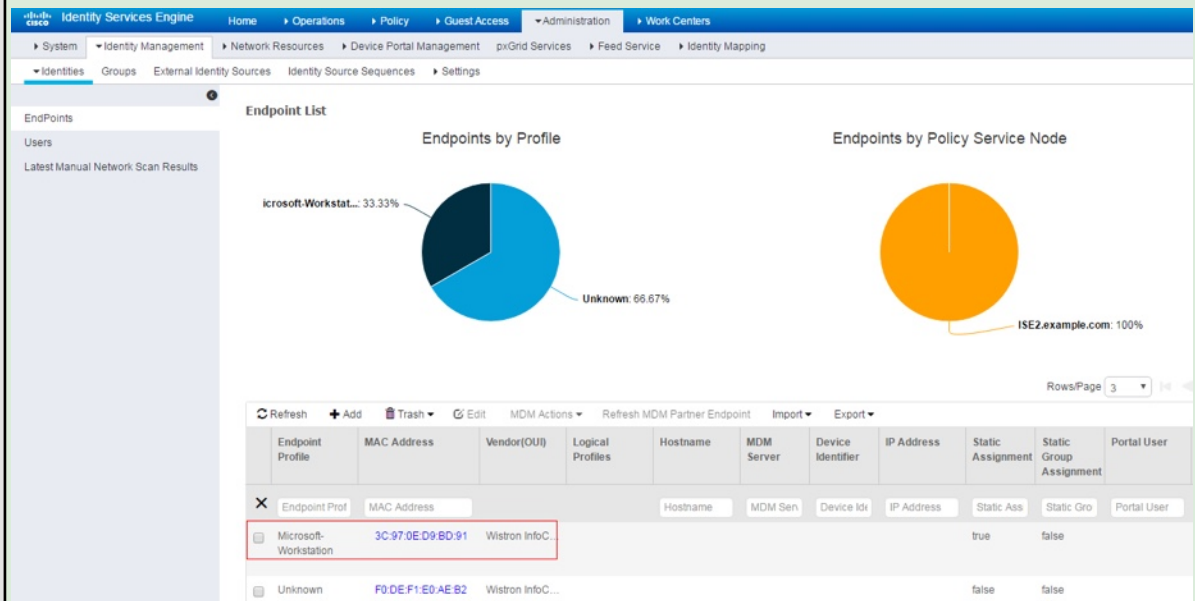 cisco Identity Services Engine Home Operations Policy Guest Access Administration Work Centers
System Identity Management Network Resources Device Portal Management pxGrid Services Feed Service Identity Mapping
Identities Groups External Identity Sources Identity Source Sequences Settings
EndPoints
Users
Latest Manual Network Scan Results
Endpoint List
Endpoints by Profile
icrosoft-Workstat...: 33.33%
Unknown: 66.67%
Endpoints by Policy Service Node
ISE2.example.com: 100%
Rows/Page 3
Refresh Add Trash Edit MDM Actions Refresh MDM Partner Endpoint Import Export
Endpoint Profile MAC Address Vendor(OUI) Logical Profiles Hostname MDM Server Device Identifier IP Address Static Assignment Static Group Assignment Portal User
Endpoint Prof MAC Address Hostname MDM Serv Device Ide IP Address Static Ass Static Gro Portal User
Microsoft-Workstation 3C:97:0E:D9:BD:91 Wistron InfoC... true false
Unknown F0:DE:F1:E0:AE:B2 Wistron InfoC... false false